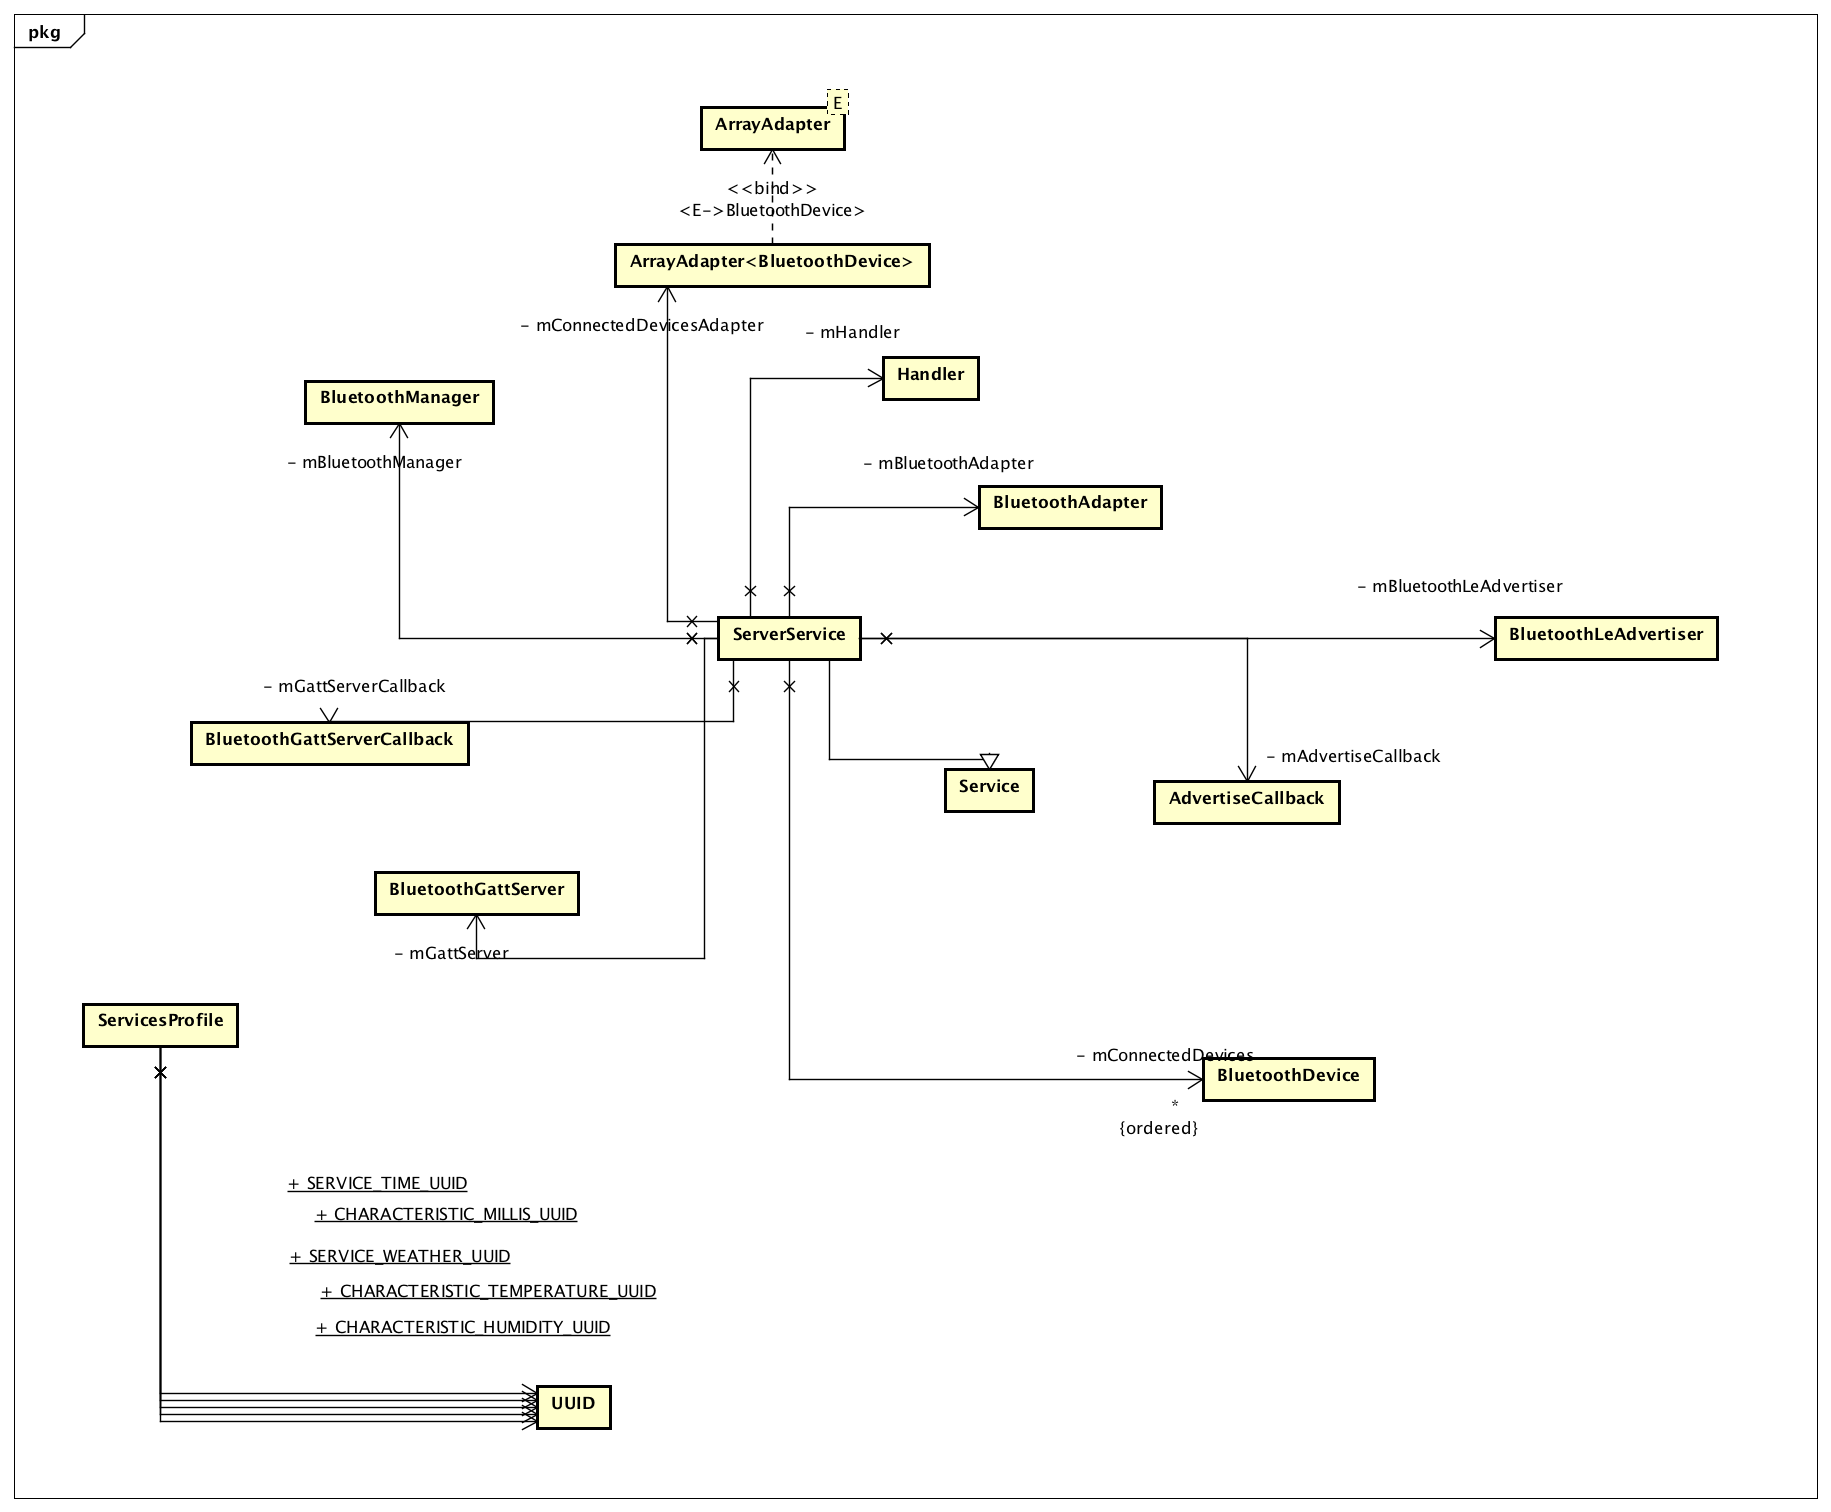 pkg
E
ArrayAdapter
<<bind>>
<E->BluetoothDevice>
ArrayAdapter<BluetoothDevice>
- mConnectedDevicesAdapter
- mHandler
Handler
BluetoothManager
- mBluetoothManager
- mBluetoothAdapter
BluetoothAdapter
- mBluetoothLeAdvertiser
ServerService
BluetoothLeAdvertiser
- mGattServerCallback
BluetoothGattServerCallback
- mAdvertiseCallback
Service
AdvertiseCallback
BluetoothGattServer
- mGattServer
ServicesProfile
- mConnectedDevices
BluetoothDevice
*
{ordered}
+ SERVICE_TIME_UUID
+ CHARACTERISTIC_MILLIS_UUID
+ SERVICE_WEATHER_UUID
+ CHARACTERISTIC_TEMPERATURE_UUID
+ CHARACTERISTIC_HUMIDITY_UUID
UUID